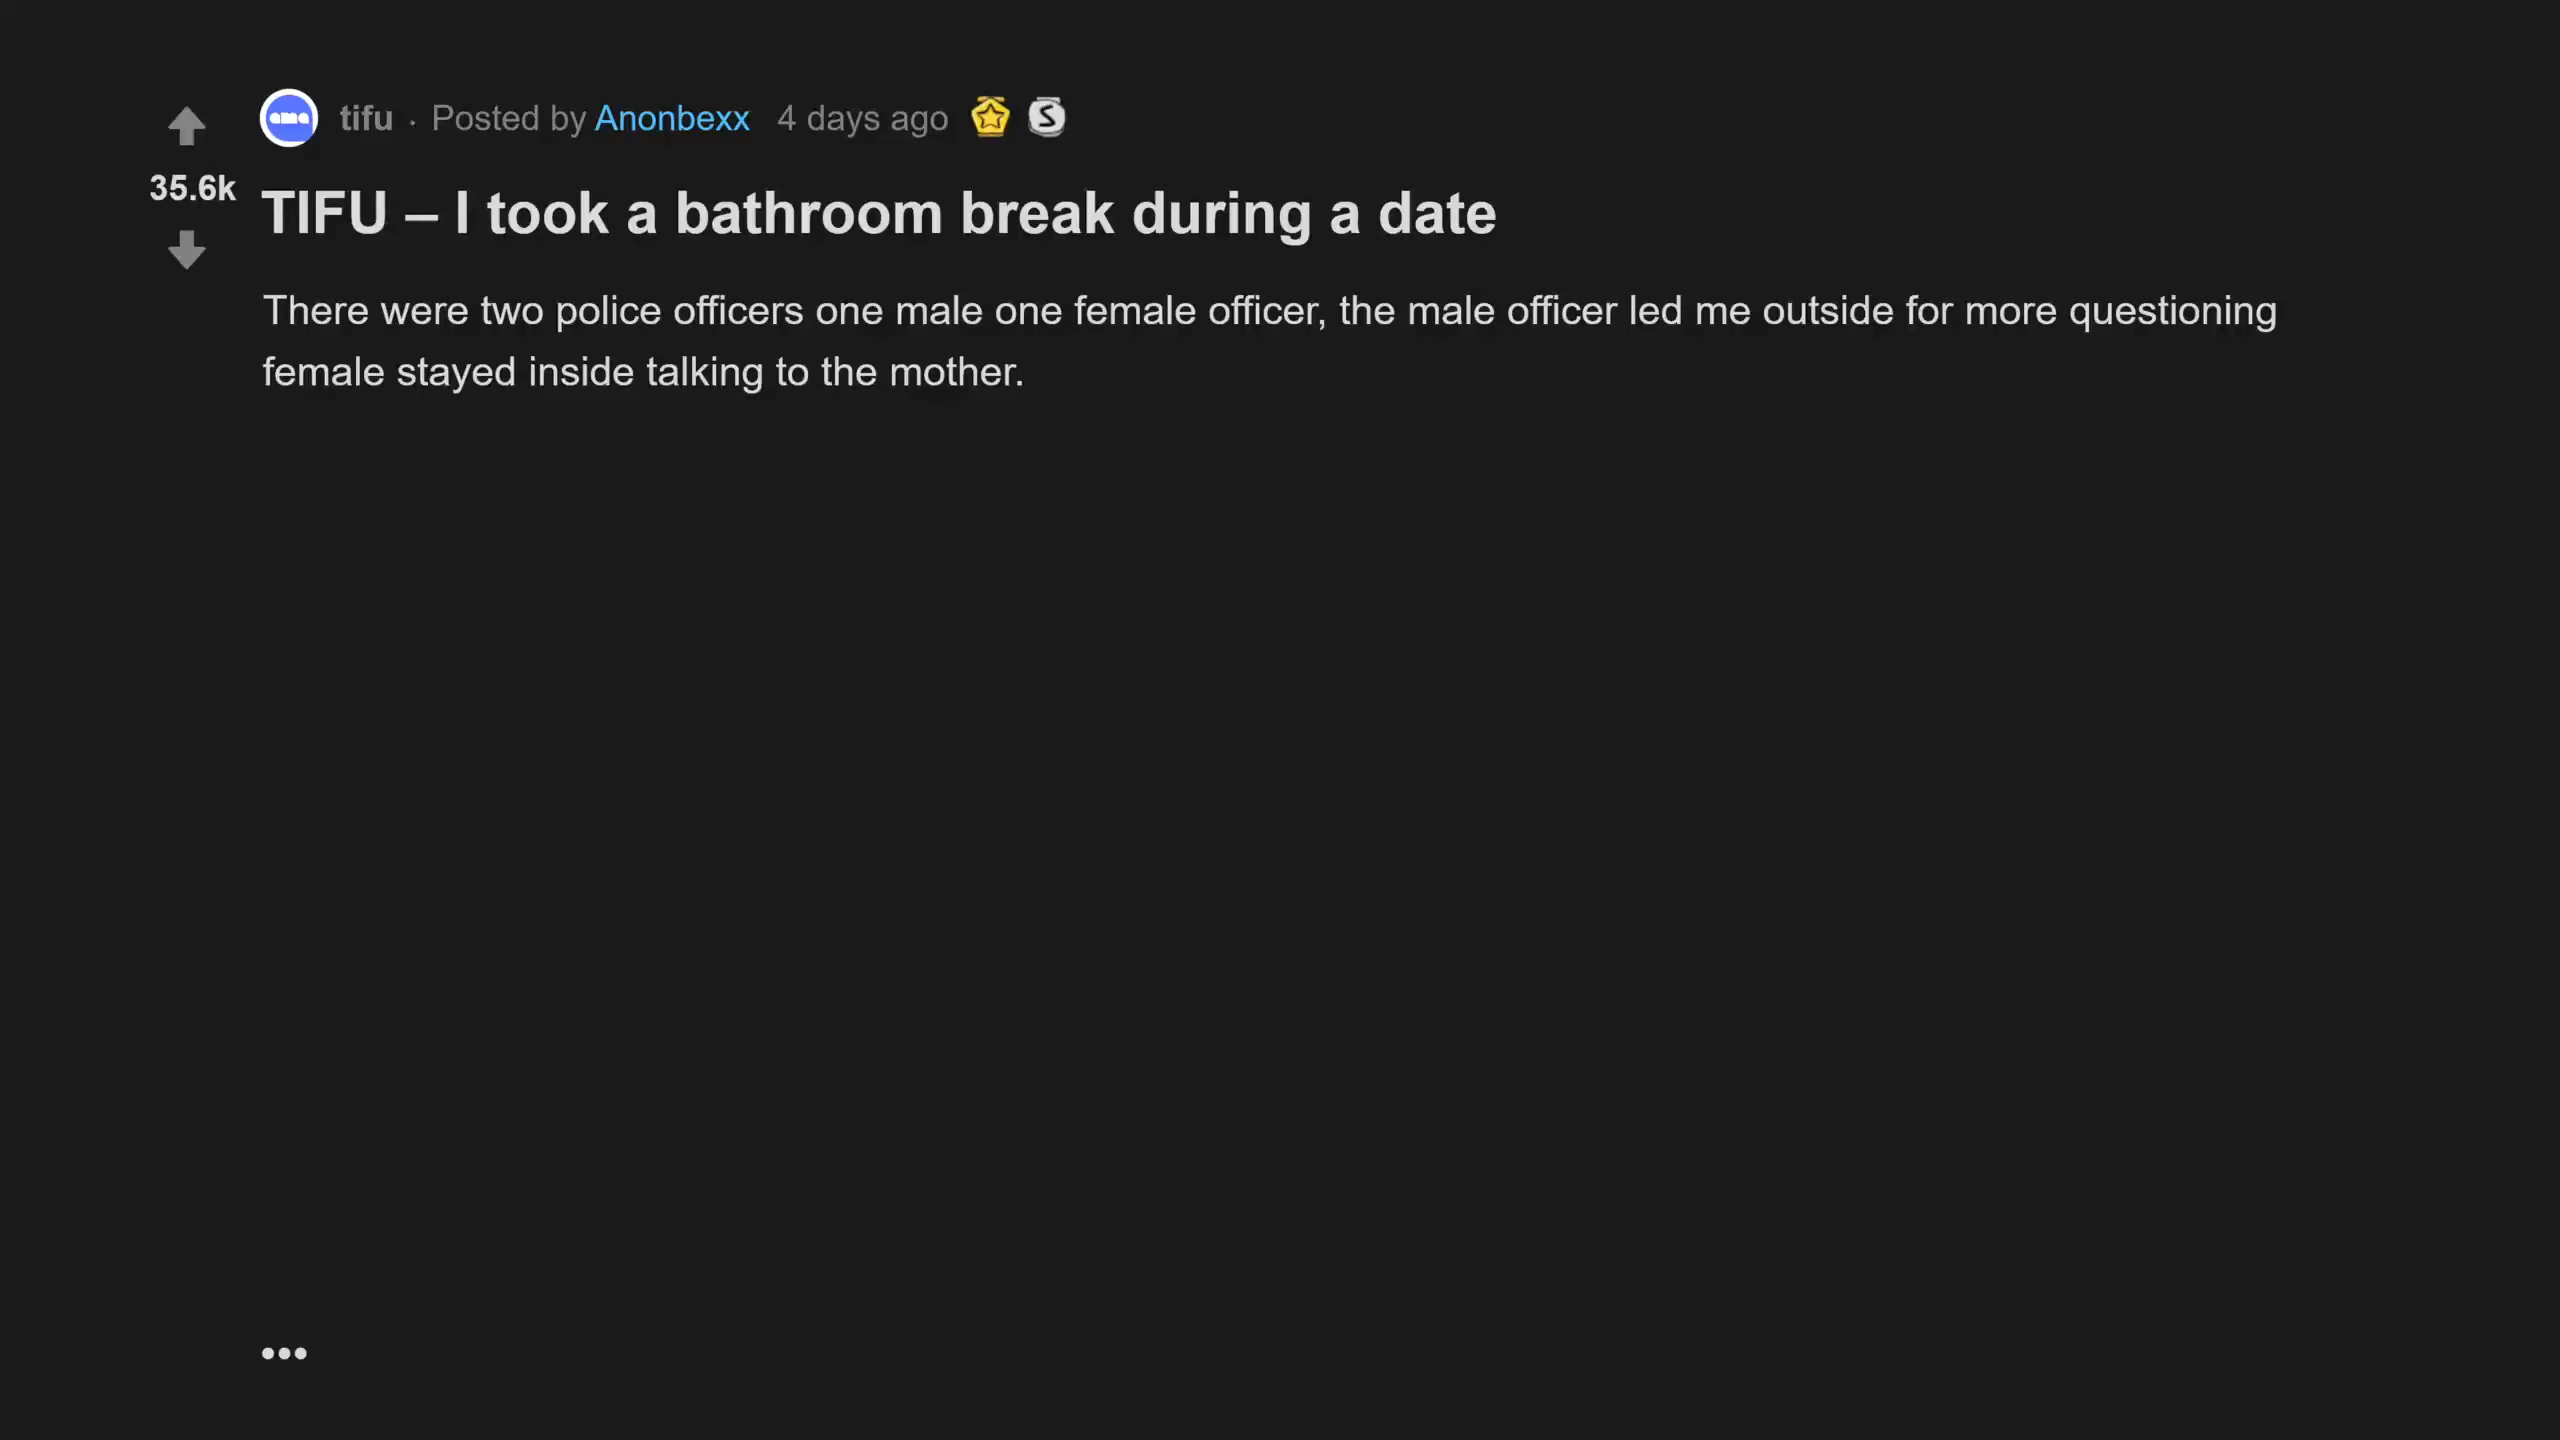 ama tifu · Posted by Anonbexx 4 days ago S
35.6k
TIFU – I took a bathroom break during a date
There were two police officers one male one female officer, the male officer led me outside for more questioning
female stayed inside talking to the mother.
•••